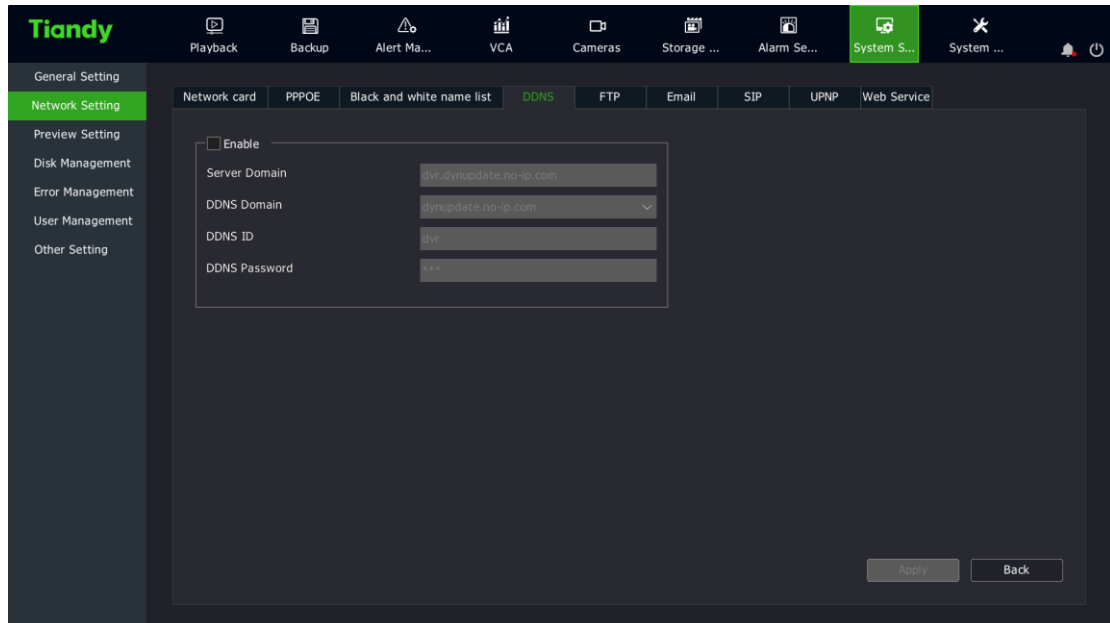 Tiandy
Playback
Backup
Alert Ma...
VCA
Cameras
Storage ...
Alarm Se...
System S...
System ...
General Setting
Network Setting
Preview Setting
Disk Management
Error Management
User Management
Other Setting
Network card
PPPOE
Black and white name list
DDNS
FTP
Email
SIP
UPNP
Web Service
Enable
Server Domain
dvr.dynupdate.no-ip.com
DDNS Domain
dynupdate.no-ip.com
DDNS ID
dvr
DDNS Password
***
Apply
Back